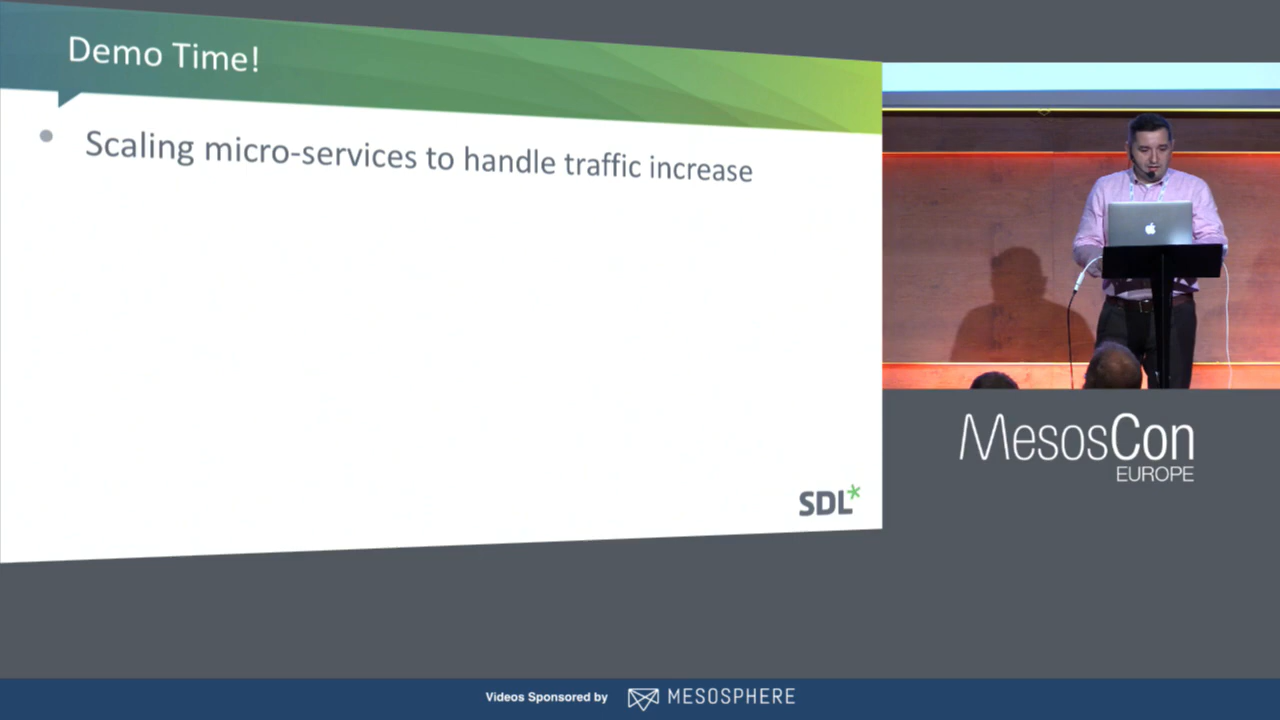 Demo Time!
Scaling micro-services to handle traffic increase
SDL*
MesosCon
EUROPE
Videos Sponsored by MESOSPHERE